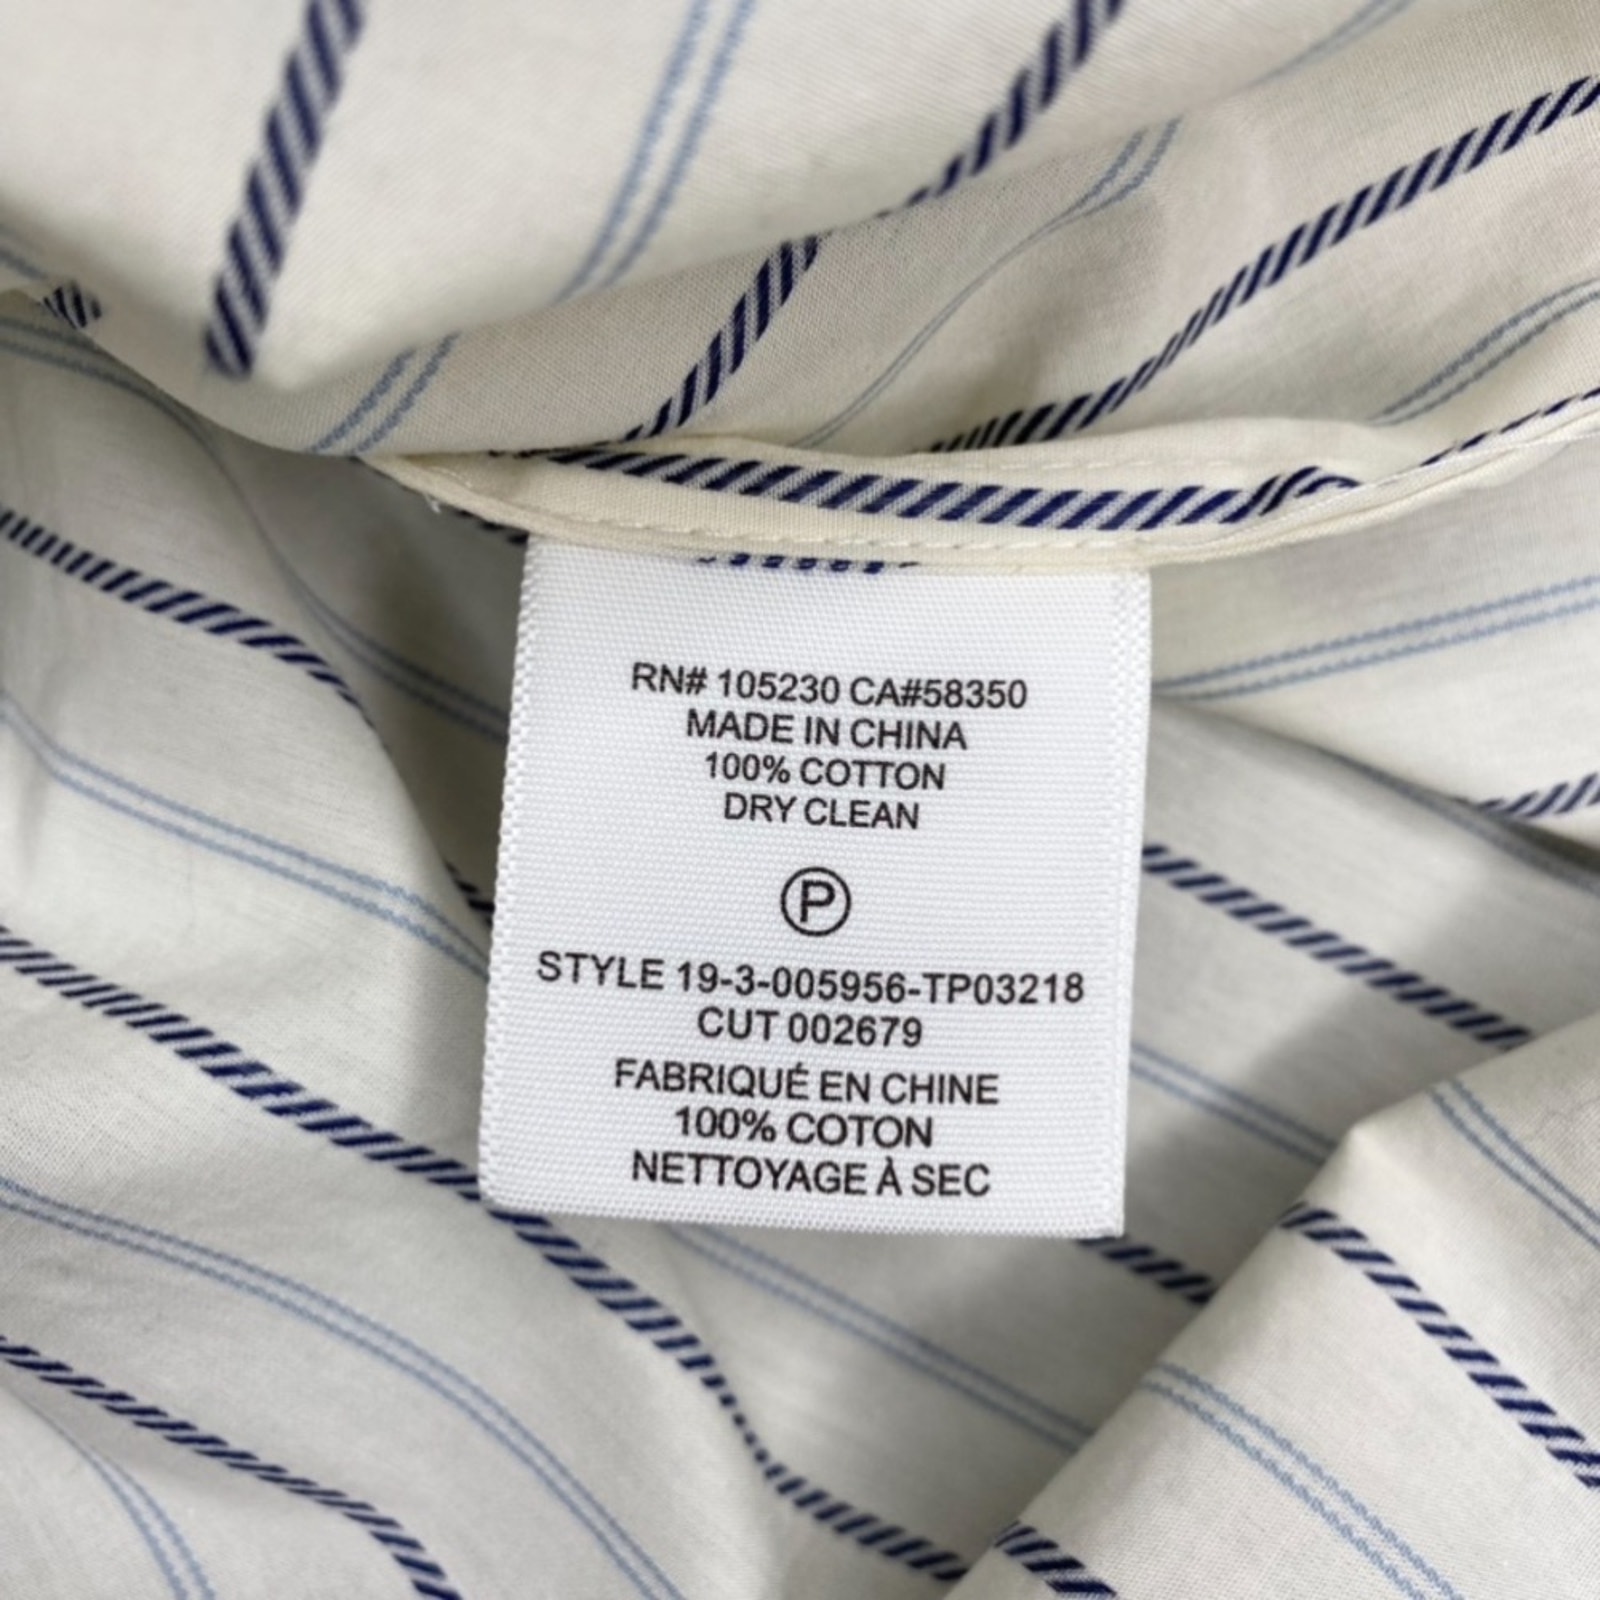 RN# 105230 CA#58350
MADE IN CHINA
100% COTTON
DRY CLEAN
P
STYLE 19-3-005956-TP03218
CUT 002679
FABRIQUÉ EN CHINE
100% COTON
NETTOYAGE À SEC